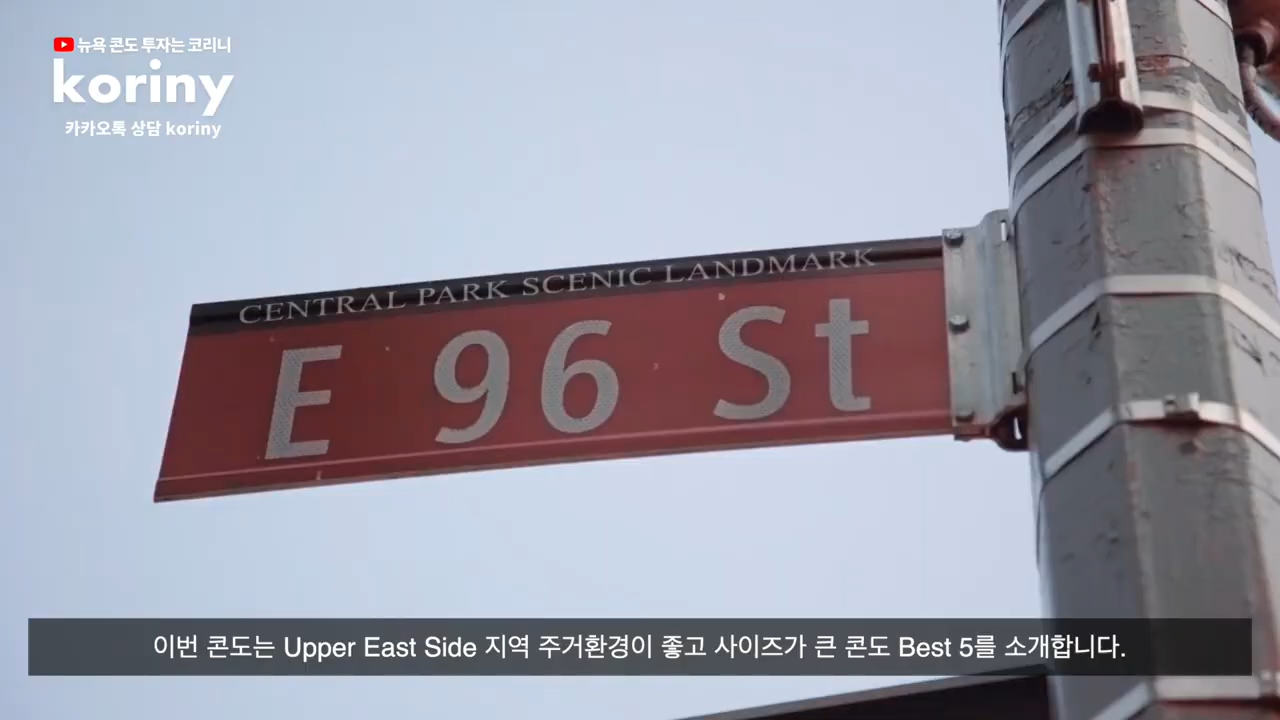 뉴욕 콘도 투자는 코리니
koriny
카카오톡 상담 koriny
CENTRAL PARK SCENIC LANDMARK
E 96 St
이번 콘도는 Upper East Side 지역 주거환경이 좋고 사이즈가 큰 콘도 Best 5를 소개합니다.